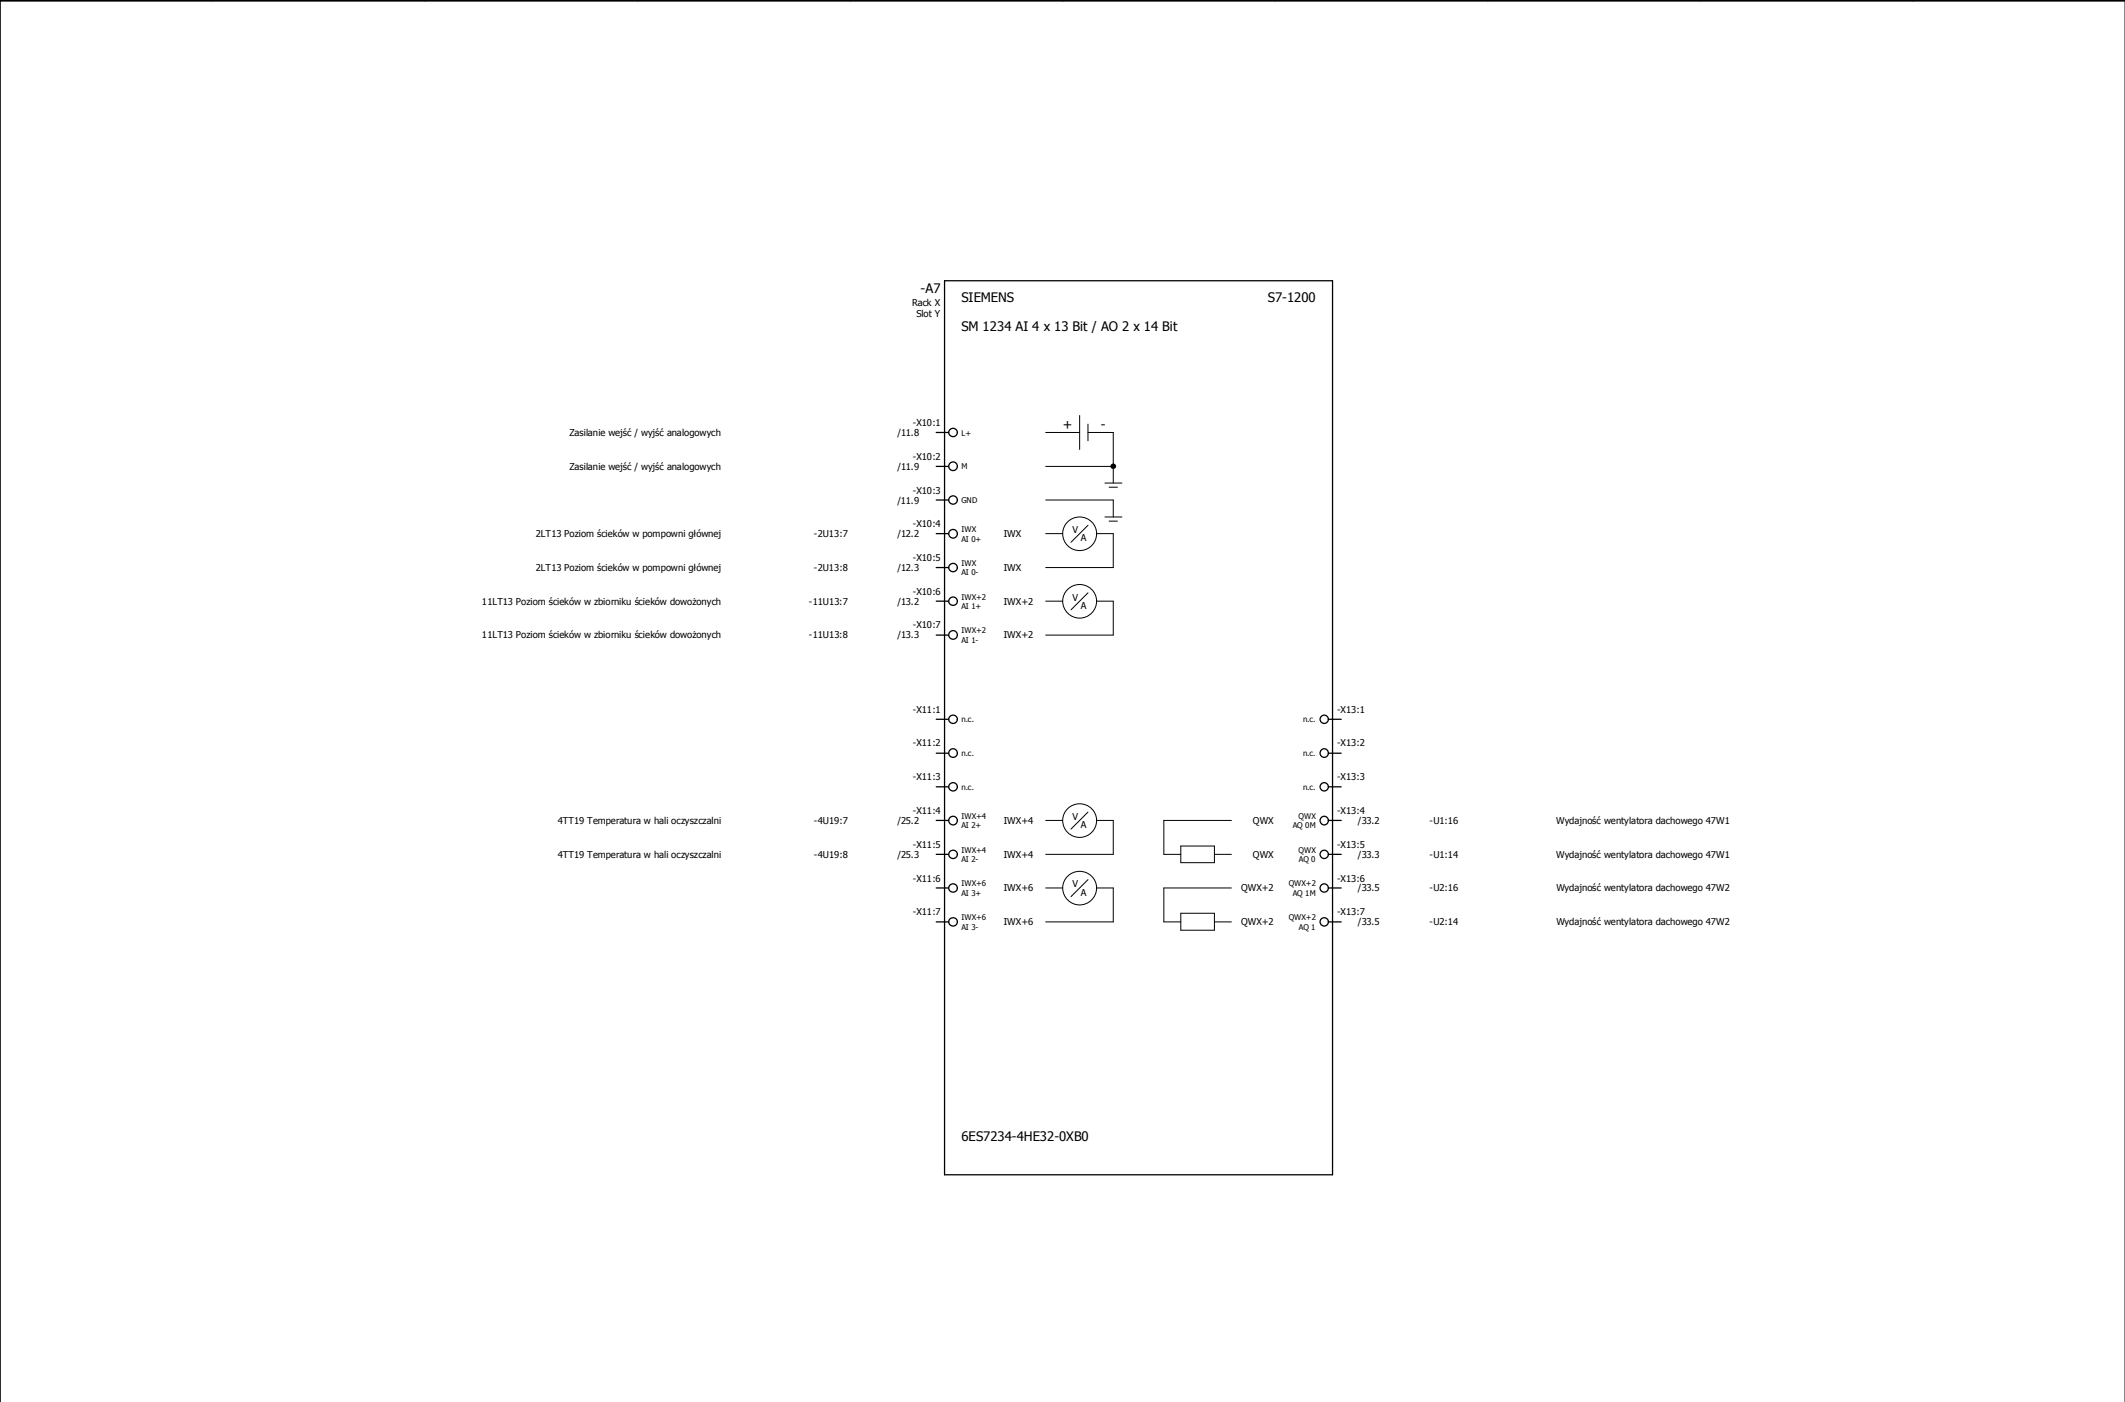 -A7
Rack X
Slot Y
SIEMENS S7-1200
SM 1234 AI 4 x 13 Bit / AO 2 x 14 Bit
Zasilanie wejść / wyjść analogowych /11.8 -X10:1 L+ + -
Zasilanie wejść / wyjść analogowych /11.9 -X10:2 M
/11.9 -X10:3 GND
2LT13 Poziom ścieków w pompowni głównej -2U13:7 /12.2 -X10:4 IWX AI 0+ IWX V A
2LT13 Poziom ścieków w pompowni głównej -2U13:8 /12.3 -X10:5 IWX AI 0- IWX
11LT13 Poziom ścieków w zbiorniku ścieków dowożonych -11U13:7 /13.2 -X10:6 IWX+2 AI 1+ IWX+2 V A
11LT13 Poziom ścieków w zbiorniku ścieków dowożonych -11U13:8 /13.3 -X10:7 IWX+2 AI 1- IWX+2
-X11:1 n.c. n.c. -X13:1
-X11:2 n.c. n.c. -X13:2
-X11:3 n.c. n.c. -X13:3
4TT19 Temperatura w hali oczyszczalni -4U19:7 /25.2 -X11:4 IWX+4 AI 2+ IWX+4 V A QWX QWX AQ 0M -X13:4 /33.2 -U1:16 Wydajność wentylatora dachowego 47W1
4TT19 Temperatura w hali oczyszczalni -4U19:8 /25.3 -X11:5 IWX+4 AI 2- IWX+4 QWX QWX AQ 0 -X13:5 /33.3 -U1:14 Wydajność wentylatora dachowego 47W1
-X11:6 IWX+6 AI 3+ IWX+6 V A QWX+2 QWX+2 AQ 1M -X13:6 /33.5 -U2:16 Wydajność wentylatora dachowego 47W2
-X11:7 IWX+6 AI 3- IWX+6 QWX+2 QWX+2 AQ 1 -X13:7 /33.5 -U2:14 Wydajność wentylatora dachowego 47W2
6ES7234-4HE32-0XB0